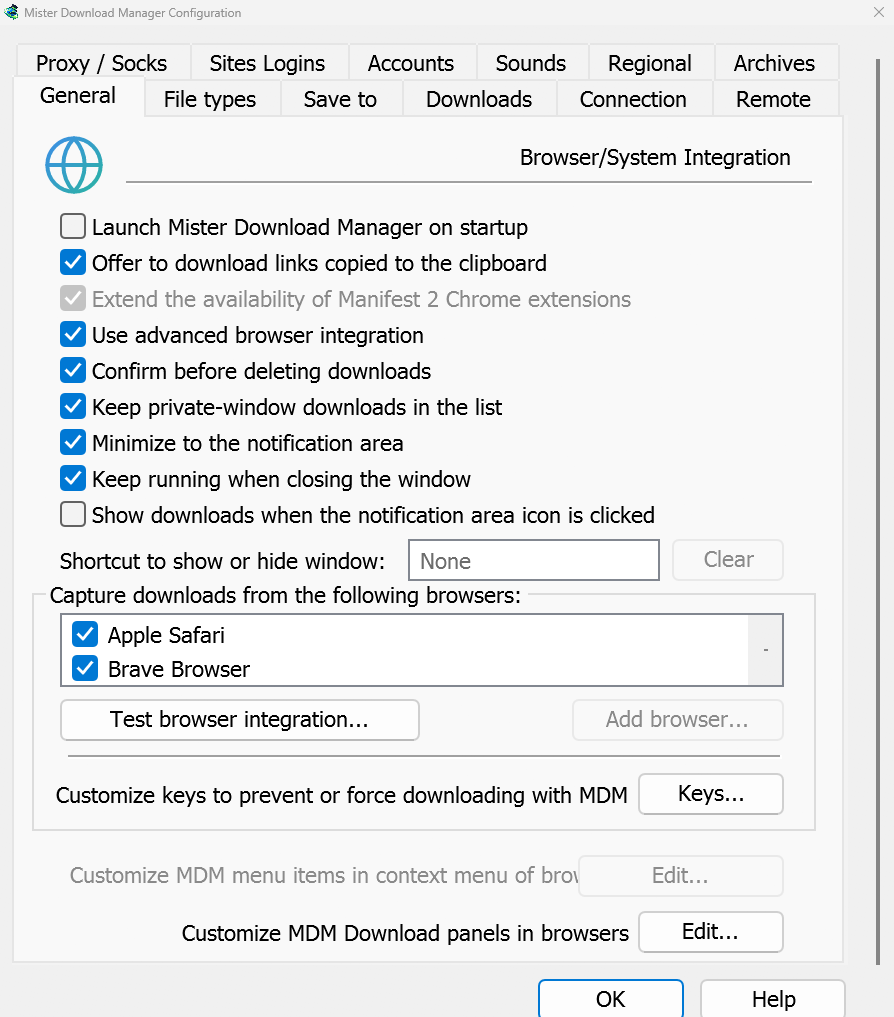 Mister Download Manager Configuration
Proxy / Socks
Sites Logins
Accounts
Sounds
Regional
Archives
General
File types
Save to
Downloads
Connection
Remote
Browser/System Integration
Launch Mister Download Manager on startup
Offer to download links copied to the clipboard
Extend the availability of Manifest 2 Chrome extensions
Use advanced browser integration
Confirm before deleting downloads
Keep private-window downloads in the list
Minimize to the notification area
Keep running when closing the window
Show downloads when the notification area icon is clicked
Shortcut to show or hide window:
None
Clear
Capture downloads from the following browsers:
Apple Safari
Brave Browser
Test browser integration...
Add browser...
Customize keys to prevent or force downloading with MDM
Keys...
Customize MDM menu items in context menu of
Edit...
Customize MDM Download panels in browsers
Edit...
OK
Help